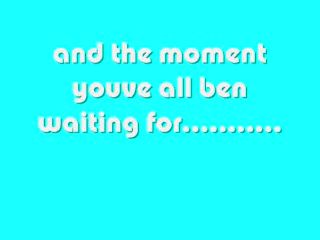 and the moment
youve all ben
waiting for...........